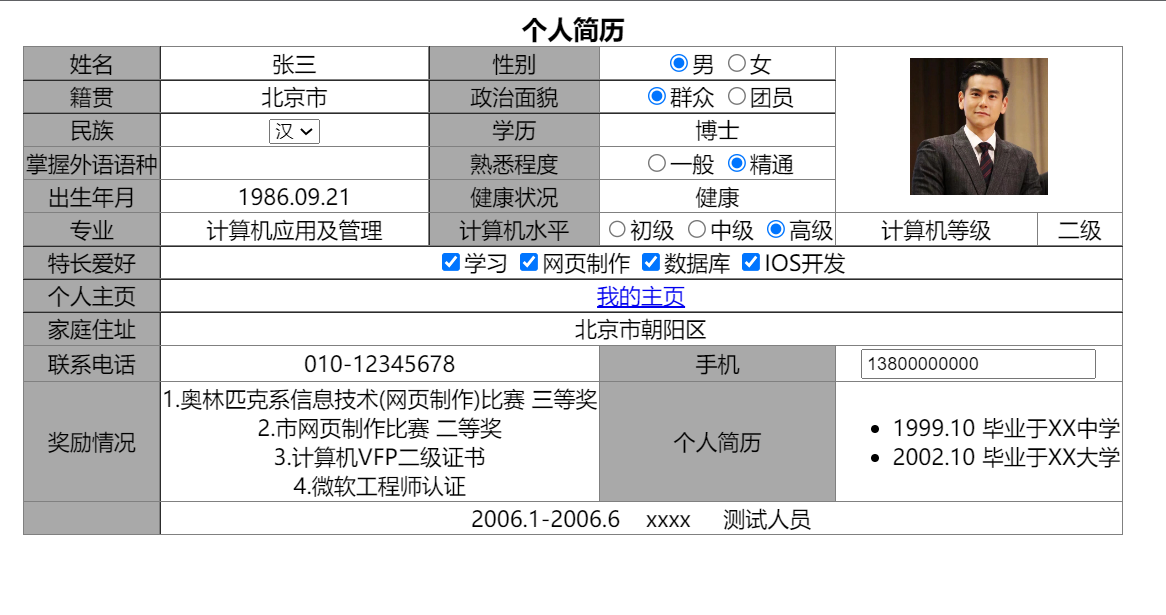 个人简历
姓名 张三 性别 男 女
籍贯 北京市 政治面貌 群众 团员
民族 汉 学历 博士
掌握外语语种 熟悉程度 一般 精通
出生年月 1986.09.21 健康状况 健康
专业 计算机应用及管理 计算机水平 初级 中级 高级 计算机等级 二级
特长爱好 学习 网页制作 数据库 IOS开发
个人主页 我的主页
家庭住址 北京市朝阳区
联系电话 010-12345678 手机 13800000000
奖励情况
1.奥林匹克系信息技术(网页制作)比赛 三等奖
2.市网页制作比赛 二等奖
3.计算机VFP二级证书
4.微软工程师认证
个人简历
1999.10 毕业于XX中学
2002.10 毕业于XX大学
2006.1-2006.6 xxxx 测试人员